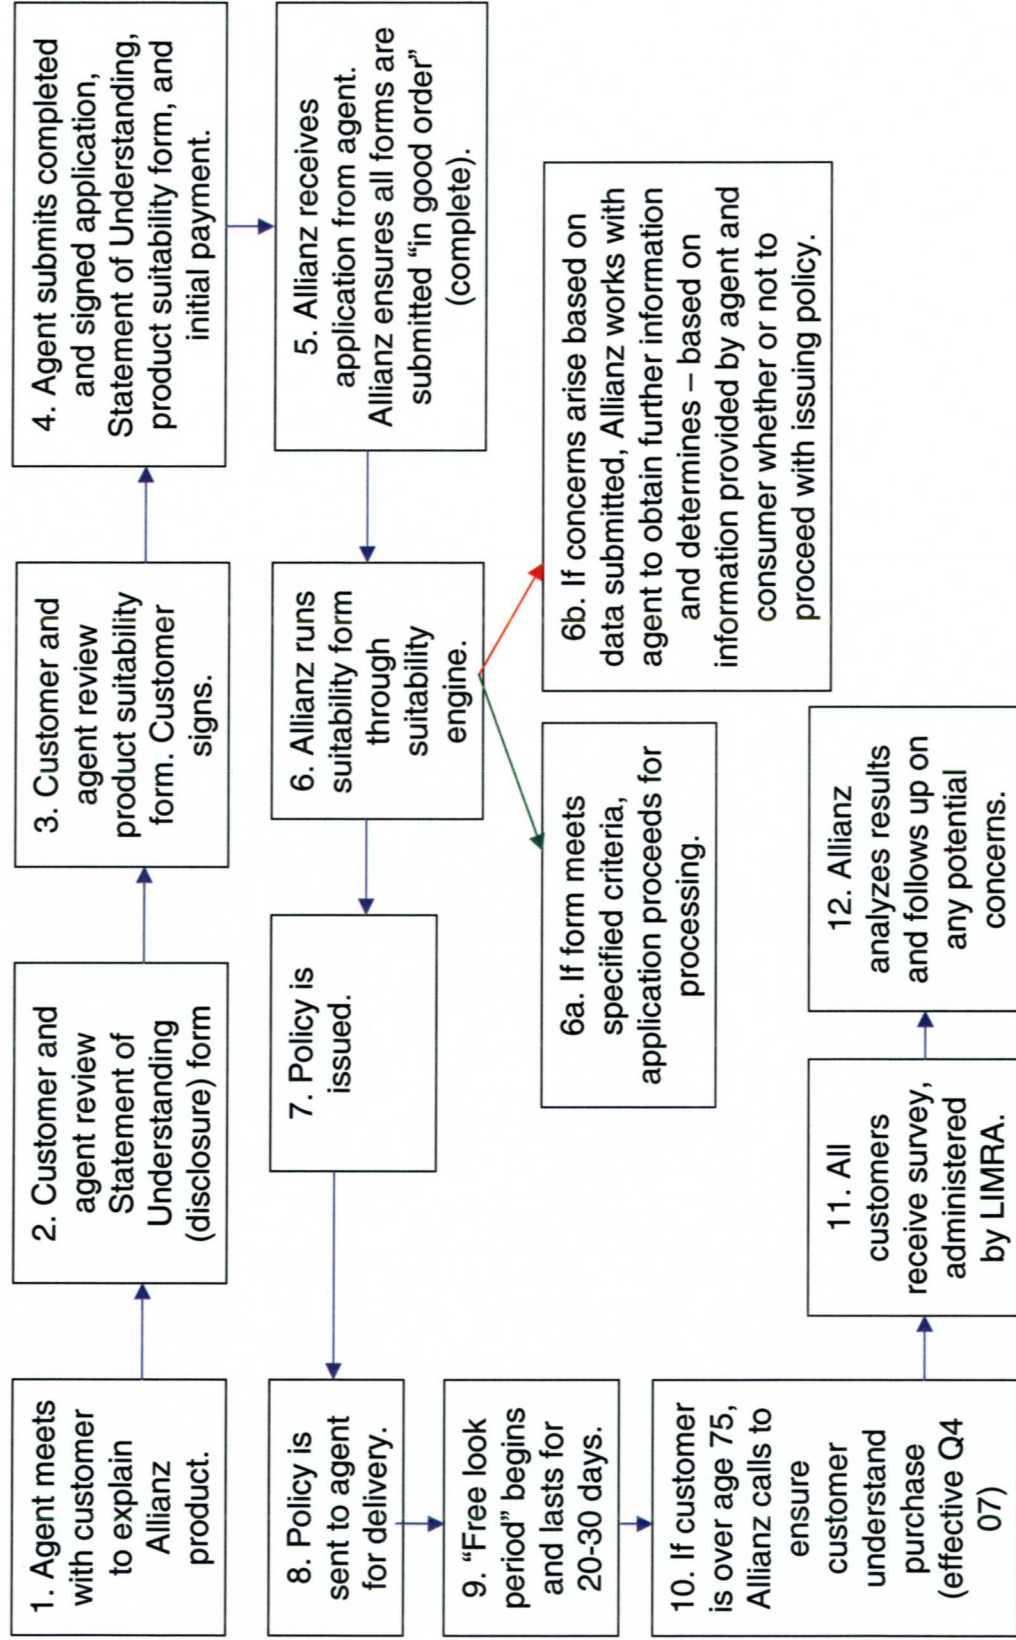 1. Agent meets
with customer
to explain
Allianz
product.
2. Customer and
agent review
Statement of
Understanding
(disclosure) form
3. Customer and
agent review
product suitability
form. Customer
signs.
4. Agent submits completed
and signed application,
Statement of Understanding,
product suitability form, and
initial payment.
5. Allianz receives
application from agent.
Allianz ensures all forms are
submitted “in good order”
(complete).
6. Allianz runs
suitability form
through
suitability
engine.
6a. If form meets
specified criteria,
application proceeds for
processing.
6b. If concerns arise based on
data submitted, Allianz works with
agent to obtain further information
and determines – based on
information provided by agent and
consumer whether or not to
proceed with issuing policy.
7. Policy is
issued.
8. Policy is
sent to agent
for delivery.
9. “Free look
period” begins
and lasts for
20-30 days.
10. If customer
is over age 75,
Allianz calls to
ensure
customer
understand
purchase
(effective Q4
07)
11. All
customers
receive survey,
administered
by LIMRA.
12. Allianz
analyzes results
and follows up on
any potential
concerns.